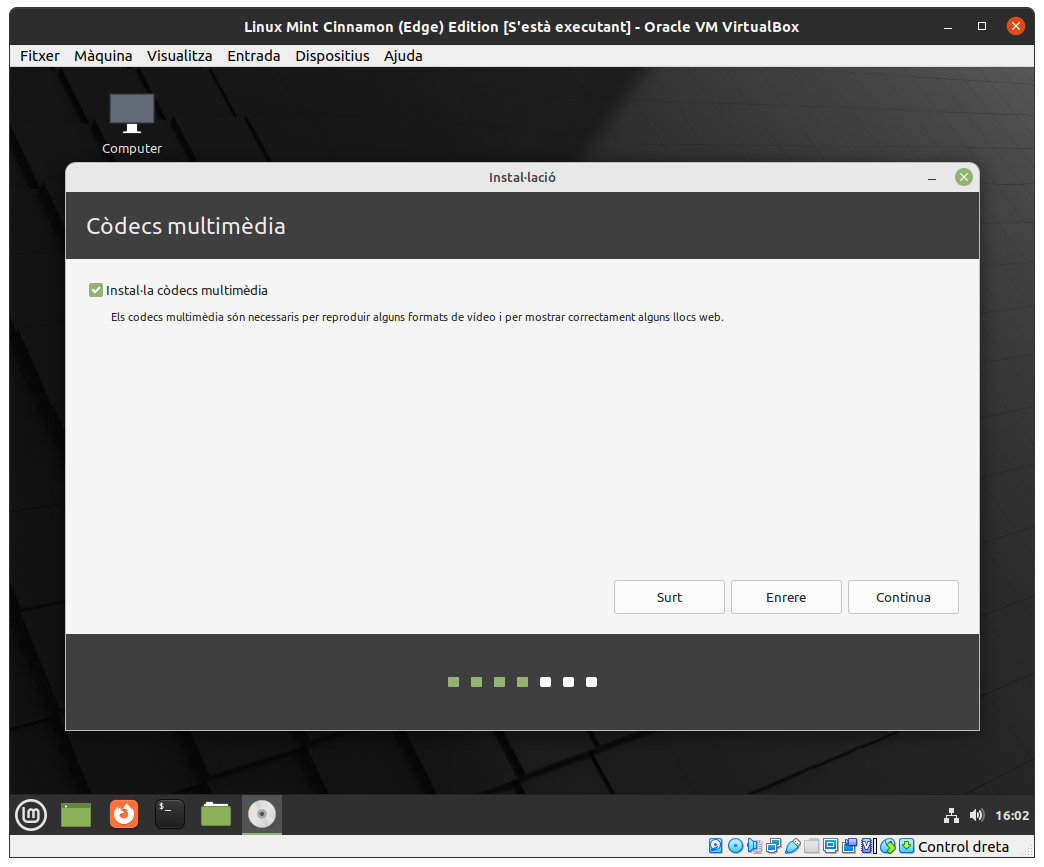 Linux Mint Cinnamon (Edge) Edition [S'està executant] - Oracle VM VirtualBox
Fitxer Màquina Visualitza Entrada Dispositius Ajuda
Computer
Instal·lació
Còdecs multimèdia
Instal·la còdecs multimèdia
Els codecs multimèdia són necessaris per reproduir alguns formats de vídeo i per mostrar correctament alguns llocs web.
Surt Enrere Continua
$_
16:02
Control dreta